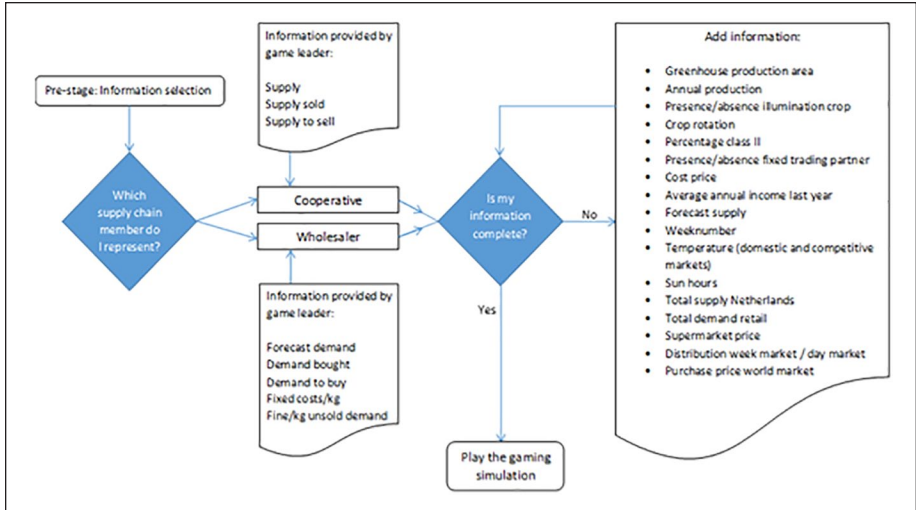 Pre-stage: Information selection
Which
supply chain
member do
I represent?
Information provided by
game leader:
Supply
Supply sold
Supply to sell
Cooperative
Wholesaler
Information provided by
game leader:
Forecast demand
Demand bought
Demand to buy
Fixed costs/kg
Fine/kg unsold demand
Is my
information
complete?
No
Yes
Play the gaming
simulation
Add information:
• Greenhouse production area
• Annual production
• Presence/absence illumination crop
• Crop rotation
• Percentage class II
• Presence/absence fixed trading partner
• Cost price
• Average annual income last year
• Forecast supply
• Weeknumber
• Temperature (domestic and competitive
markets)
• Sun hours
• Total supply Netherlands
• Total demand retail
• Supermarket price
• Distribution week market / day market
• Purchase price world market